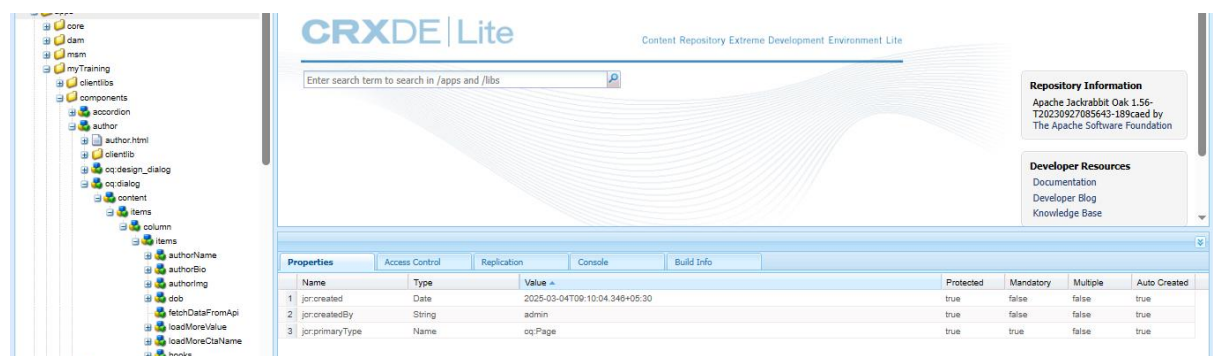 apps
core
dam
msm
myTraining
clientlibs
components
accordion
author
author.html
clientlib
cq:design_dialog
cq:dialog
content
items
column
items
authorName
authorBio
authorImg
dob
fetchDataFromApi
loadMoreValue
loadMoreCtaName
books
CRXDE | Lite
Content Repository Extreme Development Environment Lite
Enter search term to search in /apps and /libs
Repository Information
Apache Jackrabbit Oak 1.56-
T20230927085643-189caed by
The Apache Software Foundation
Developer Resources
Documentation
Developer Blog
Knowledge Base
Properties Access Control Replication Console Build Info
Name Type Value Protected Mandatory Multiple Auto Created
1 jcr:created Date 2025-03-04T09:10:04.346+05:30 true false false true
2 jcr:createdBy String admin true false false true
3 jcr:primaryType Name cq:Page true true false true